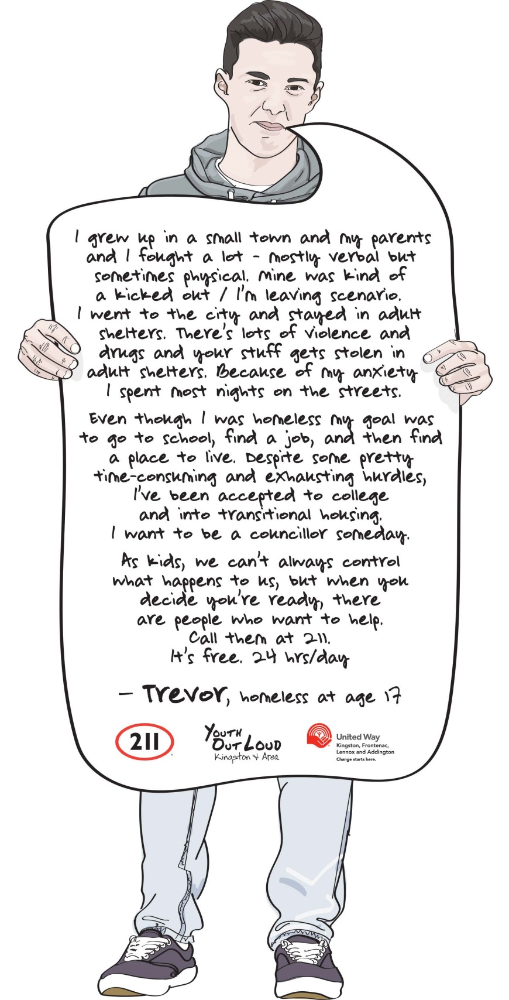 I grew up in a small town and my parents
and I fought a lot - mostly verbal but
sometimes physical. Mine was kind of
a kicked out / I'm leaving scenario.
I went to the city and stayed in adult
shelters. There's lots of violence and
drugs and your stuff gets stolen in
adult shelters. Because of my anxiety
I spent most nights on the streets.
Even though I was homeless my goal was
to go to school, find a job, and then find
a place to live. Despite some pretty
time-consuming and exhausting hurdles,
I've been accepted to college
and into transitional housing.
I want to be a councillor someday.
As kids, we can't always control
what happens to us, but when you
decide you're ready, there
are people who want to help.
Call them at 211.
It's free. 24 hrs/day
- Trevor, homeless at age 17
211
Youth
Out Loud
Kingston & Area
United Way
Kingston, Frontenac,
Lennox and Addington
Change starts here.